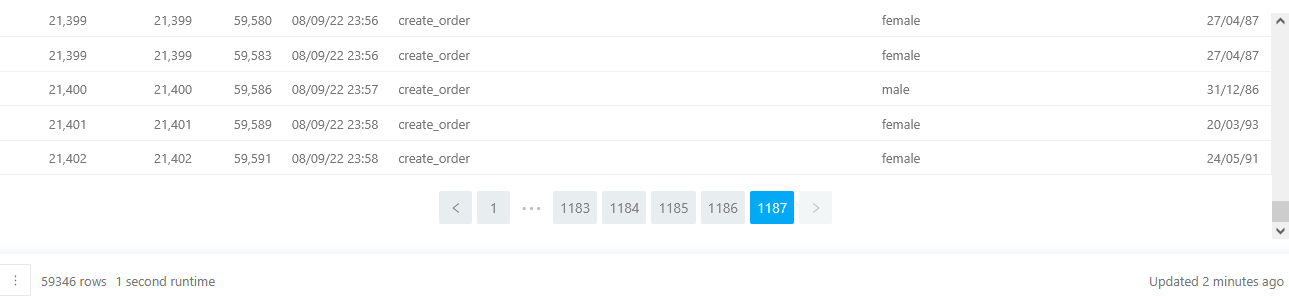 21,399 21,399 59,580 08/09/22 23:56 create_order female 27/04/87
21,399 21,399 59,583 08/09/22 23:56 create_order female 27/04/87
21,400 21,400 59,586 08/09/22 23:57 create_order male 31/12/86
21,401 21,401 59,589 08/09/22 23:58 create_order female 20/03/93
21,402 21,402 59,591 08/09/22 23:58 create_order female 24/05/91
< 1 ••• 1183 1184 1185 1186 1187 >
59346 rows 1 second runtime Updated 2 minutes ago